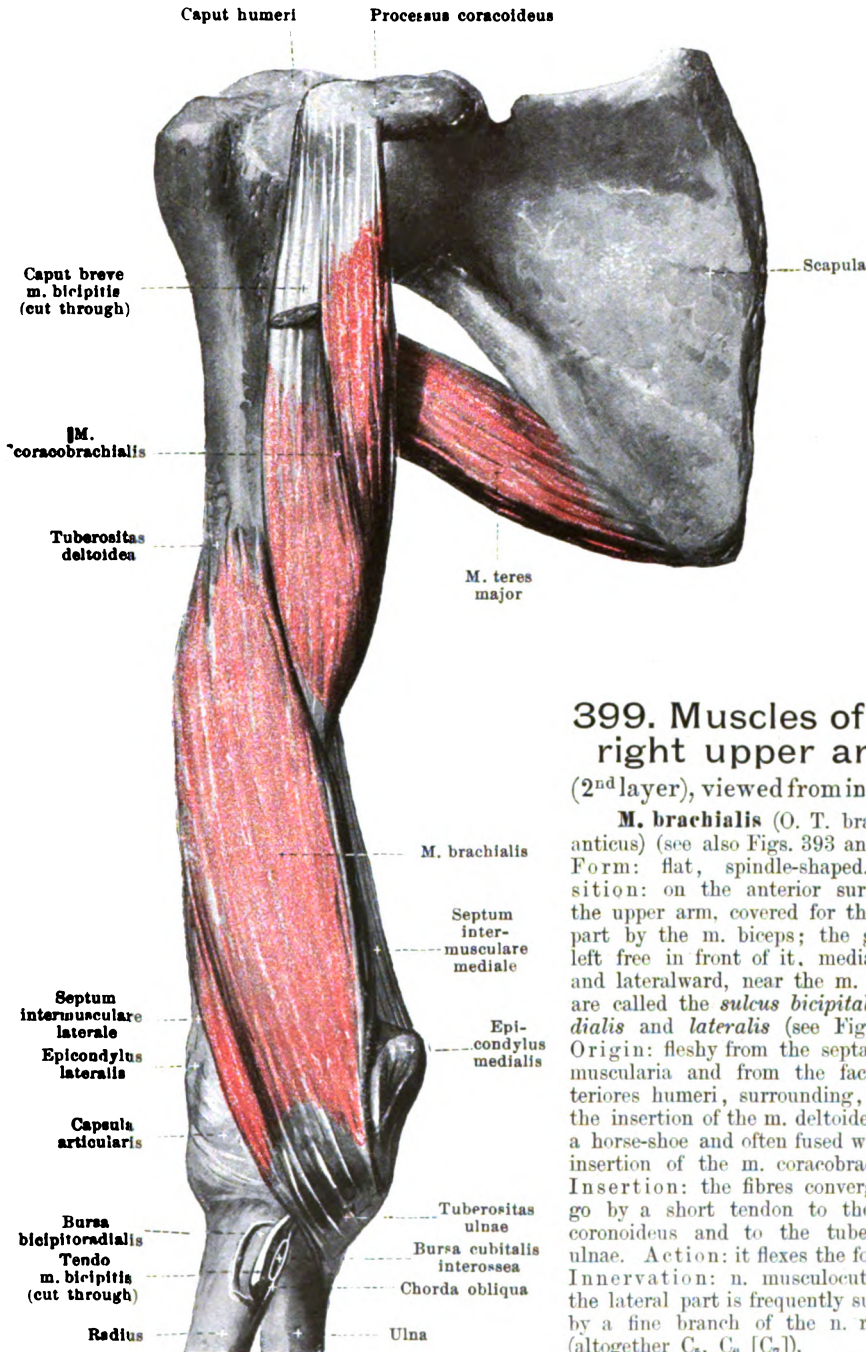 Caput humeri
Processus coracoideus
Scapula
Caput breve
m. bicipitis
(cut through)
M.
coracobrachialis
Tuberositas
deltoidea
M. teres
major
M. brachialis
Septum
inter-
musculare
mediale
Septum
intermusculare
laterale
Epicondylus
lateralis
Epi-
condylus
medialis
Capsula
articularis
Bursa
bicipitoradialis
Tendo
m. bicipitis
(cut through)
Tuberositas
ulnae
Bursa cubitalis
interossea
Chorda obliqua
Radius
Ulna
399. Muscles of
right upper ar
(2nd layer), viewed from in
M. brachialis (O. T. bra
anticus) (see also Figs. 393 an
Form: flat, spindle-shaped.
sition: on the anterior sur
the upper arm, covered for th
part by the m. biceps; the g
left free in front of it, media
and lateralward, near the m.
are called the sulcus bicipital
dialis and lateralis (see Fig
Origin: fleshy from the septa
muscularia and from the fac
teriores humeri, surrounding,
the insertion of the m. deltoide
a horse-shoe and often fused w
insertion of the m. coracobra
Insertion: the fibres converg
go by a short tendon to the
coronoideus and to the tube
ulnae. Action: it flexes the fo
Innervation: n. musculocut
the lateral part is frequently su
by a fine branch of the n. r
(altogether C5, C6 [C7]).